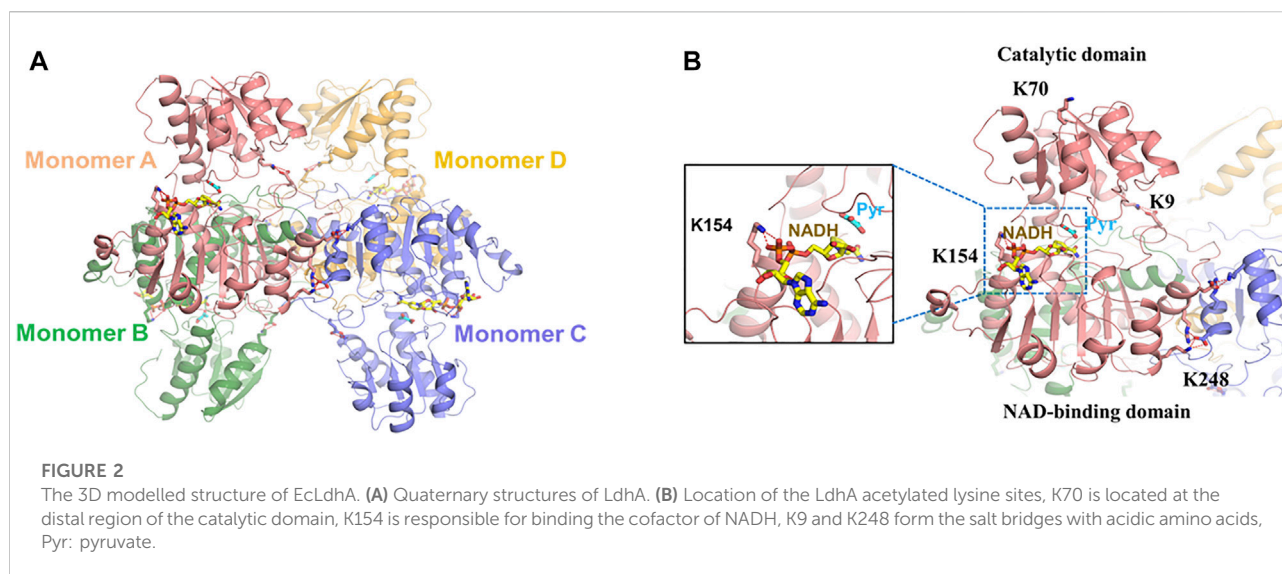 A
Monomer A
Monomer D
Monomer B
Monomer C
B
Catalytic domain
K70
K9
Pyr
NADH
K154
K154
NADH
Pyr
K248
NAD-binding domain
FIGURE 2
The 3D modelled structure of EcLdhA. (A) Quaternary structures of LdhA. (B) Location of the LdhA acetylated lysine sites, K70 is located at the
distal region of the catalytic domain, K154 is responsible for binding the cofactor of NADH, K9 and K248 form the salt bridges with acidic amino acids,
Pyr: pyruvate.